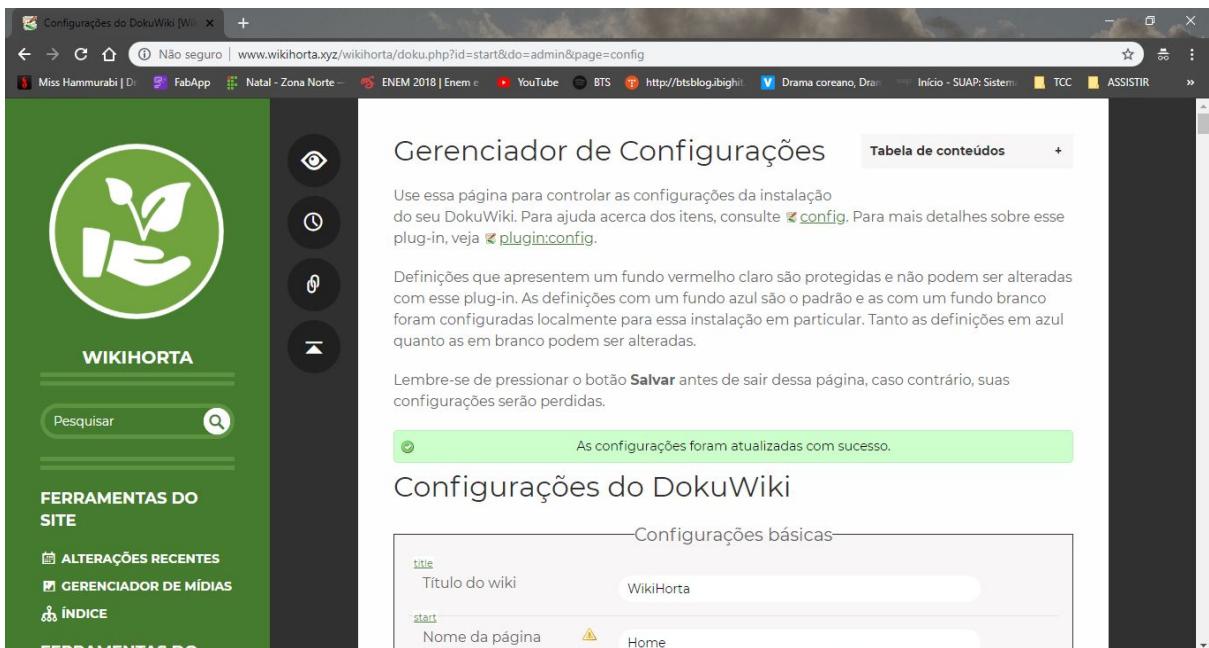 Configurações do DokuWiki [Wi
Não seguro | www.wikihorta.xyz/wikihorta/doku.php?id=start&do=admin&page=config
Miss Hammurabi | D
FabApp
Natal - Zona Norte —
ENEM 2018 | Enem e
YouTube
BTS
http://btsblog.ibighit.
Drama coreano, Dra
Início - SUAP: Sistem
TCC
ASSISTIR
WIKIHORTA
Pesquisar
FERRAMENTAS DO
SITE
ALTERAÇÕES RECENTES
GERENCIADOR DE MÍDIAS
ÍNDICE
FERRAMENTAS DO
Gerenciador de Configurações
Tabela de conteúdos +
Use essa página para controlar as configurações da instalação
do seu DokuWiki. Para ajuda acerca dos itens, consulte config. Para mais detalhes sobre esse
plug-in, veja plugin:config.
Definições que apresentem um fundo vermelho claro são protegidas e não podem ser alteradas
com esse plug-in. As definições com um fundo azul são o padrão e as com um fundo branco
foram configuradas localmente para essa instalação em particular. Tanto as definições em azul
quanto as em branco podem ser alteradas.
Lembre-se de pressionar o botão Salvar antes de sair dessa página, caso contrário, suas
configurações serão perdidas.
As configurações foram atualizadas com sucesso.
Configurações do DokuWiki
Configurações básicas
title
Título do wiki
WikiHorta
start
Nome da página
Home